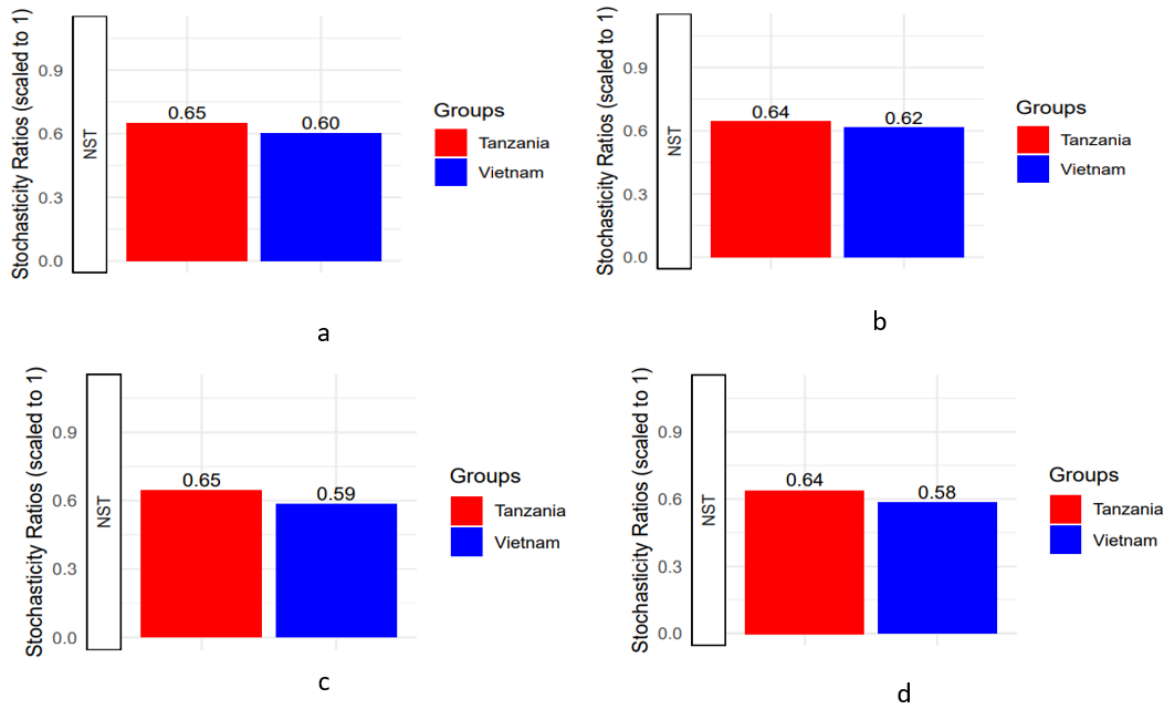 Stochasticity Ratios (scaled to 1)
0.9
0.6
0.3
0.0
NST
0.65
0.60
Groups
Tanzania
Vietnam
a
Stochasticity Ratios (scaled to 1)
0.9
0.6
0.3
0.0
NST
0.64
0.62
Groups
Tanzania
Vietnam
b
Stochasticity Ratios (scaled to 1)
0.9
0.6
0.3
0.0
NST
0.65
0.59
Groups
Tanzania
Vietnam
c
Stochasticity Ratios (scaled to 1)
0.9
0.6
0.3
0.0
NST
0.64
0.58
Groups
Tanzania
Vietnam
d